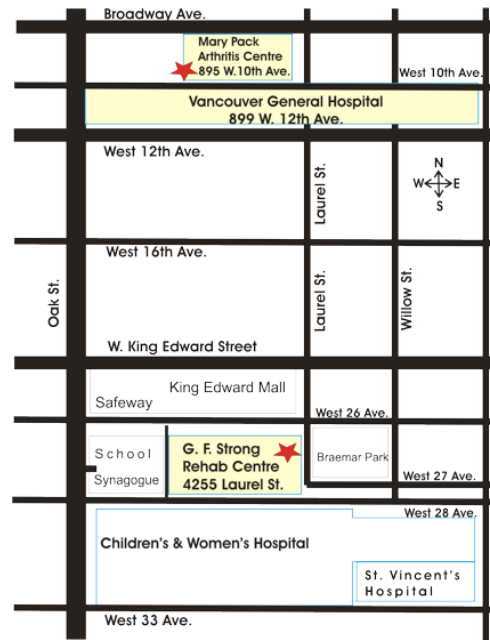 Broadway Ave.
Mary Pack
Arthritis Centre
895 W.10th Ave.
West 10th Ave.
Vancouver General Hospital
899 W. 12th Ave.
West 12th Ave.
Laurel St.
N
W E
S
West 16th Ave.
Oak St.
Laurel St.
Willow St.
W. King Edward Street
King Edward Mall
Safeway
West 26 Ave.
School
Synagogue
G. F. Strong
Rehab Centre
4255 Laurel St.
Braemar Park
West 27 Ave.
West 28 Ave.
Children's & Women's Hospital
St. Vincent's
Hospital
West 33 Ave.